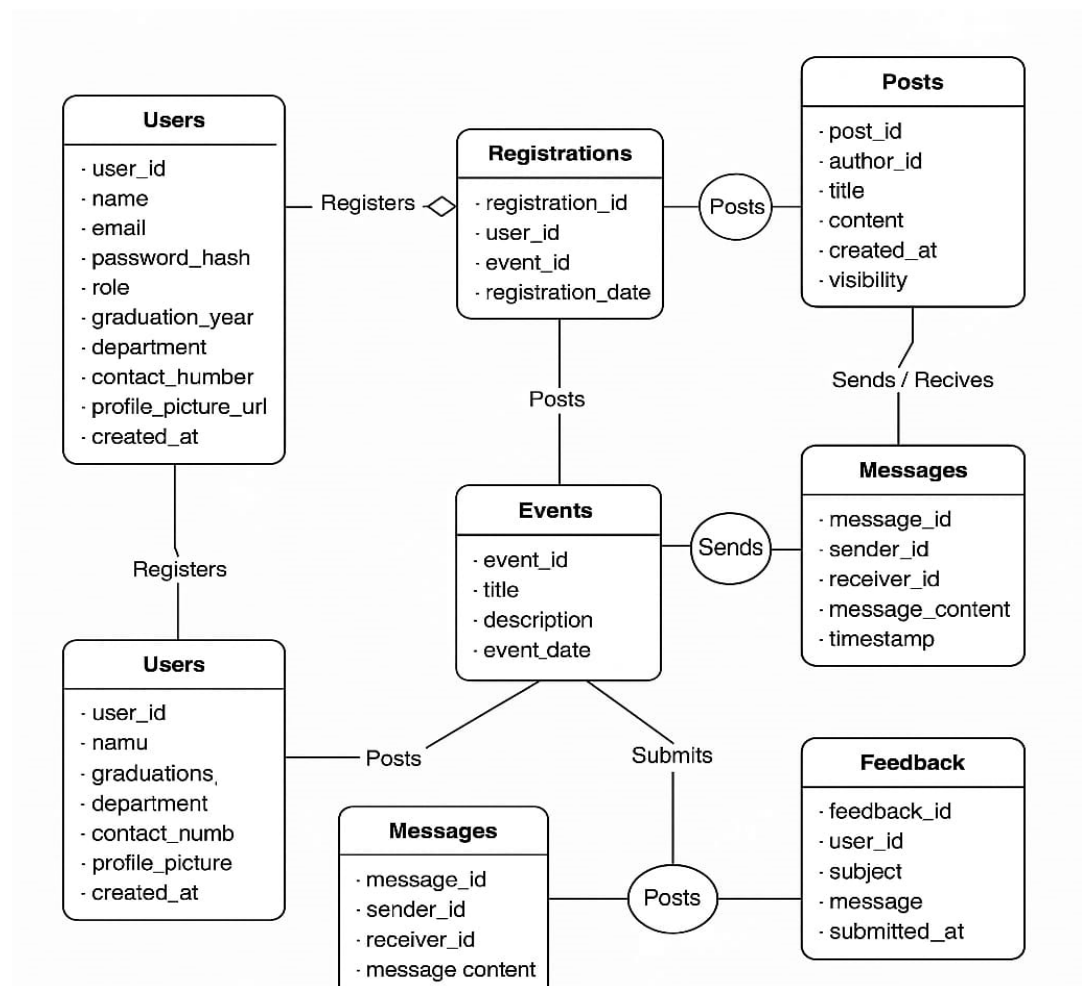 Users
· user_id
· name
· email
· password_hash
· role
· graduation_year
· department
· contact_humber
· profile_picture_url
· created_at
Registers
Registrations
· registration_id
· user_id
· event_id
· registration_date
Posts
Posts
· post_id
· author_id
· title
· content
· created_at
· visibility
Posts
Sends / Recives
Registers
Events
· event_id
· title
· description
· event_date
Sends
Messages
· message_id
· sender_id
· receiver_id
· message_content
· timestamp
Users
· user_id
· namu
· graduations
· department
· contact_numb
· profile_picture
· created_at
Posts
Submits
Messages
· message_id
· sender_id
· receiver_id
· message content
Posts
Feedback
· feedback_id
· user_id
· subject
· message
· submitted_at